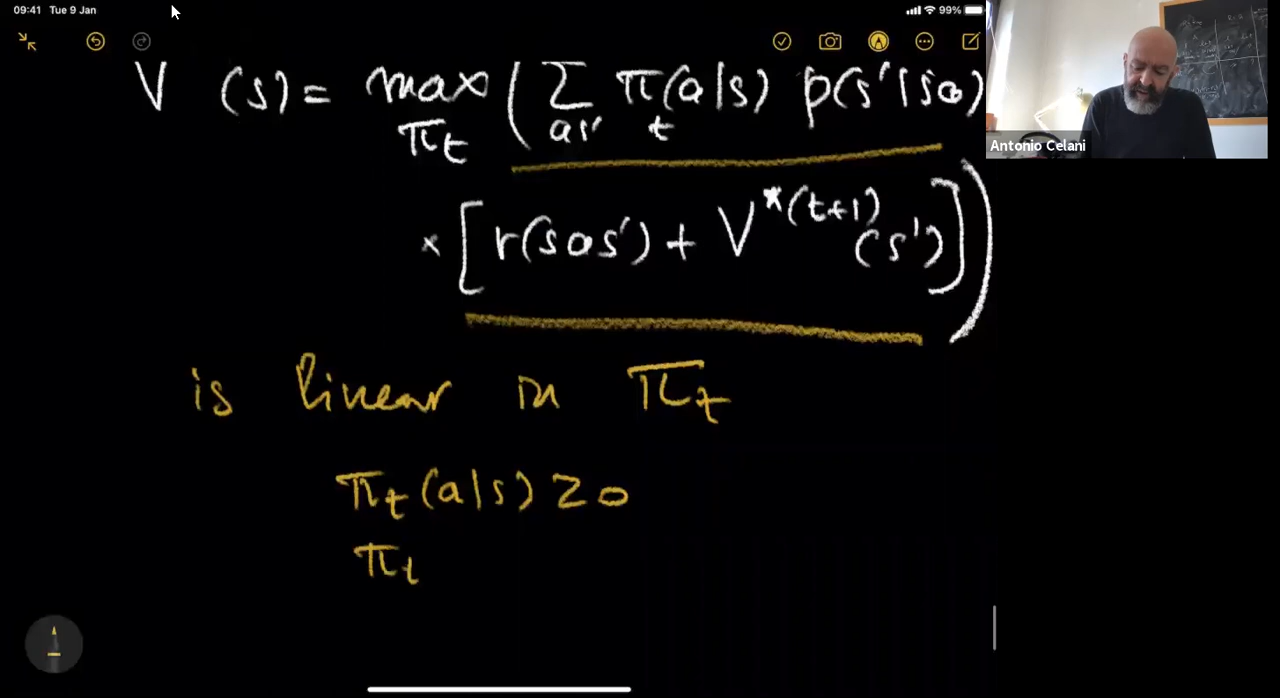 09:41 Tue 9 Jan
99%
V (s) = max ( Σ π(a|s) p(s'|sa)
πt as' t
× [ r(sas') + V*(t+1)(s') ] )
is linear in πt
πt(a|s) ≥ 0
πt
Antonio Celani